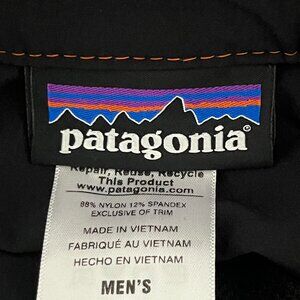 patagonia®
Repair, Reuse, Recycle
This Product
www.patagonia.com
88% NYLON 12% SPANDEX
EXCLUSIVE OF TRIM
MADE IN VIETNAM
FABRIQUÉ AU VIETNAM
HECHO EN VIETNAM
MEN'S